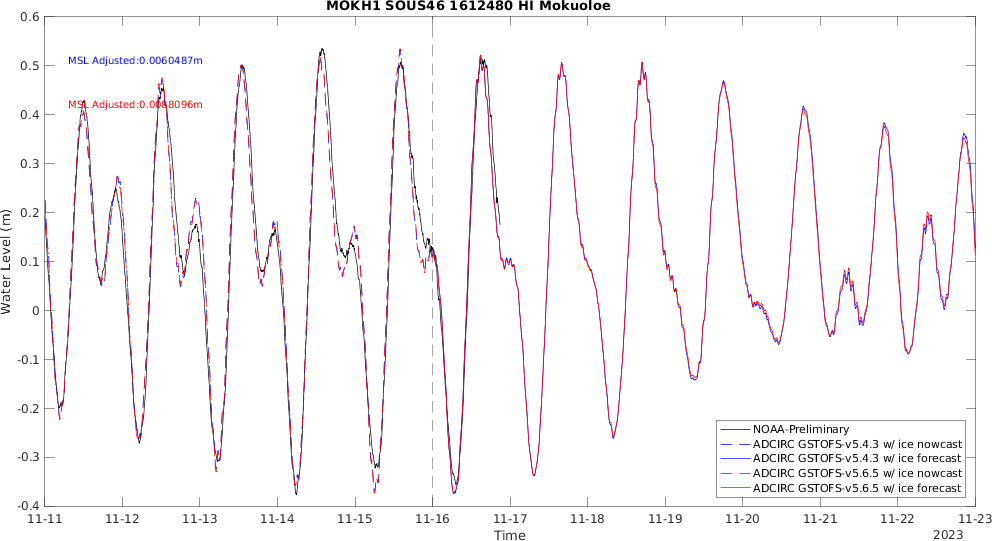 MOKH1 SOUS46 1612480 HI Mokuoloe
MSL Adjusted:0.0060487m
MSL Adjusted:0.0088096m
Water Level (m)
0.6
0.5
0.4
0.3
0.2
0.1
0
-0.1
-0.2
-0.3
-0.4
NOAA-Preliminary
ADCIRC GSTOFS-v5.4.3 w/ ice nowcast
ADCIRC GSTOFS-v5.4.3 w/ ice forecast
ADCIRC GSTOFS-v5.6.5 w/ ice nowcast
ADCIRC GSTOFS-v5.6.5 w/ ice forecast
11-11 11-12 11-13 11-14 11-15 11-16 11-17 11-18 11-19 11-20 11-21 11-22 11-23
Time
2023